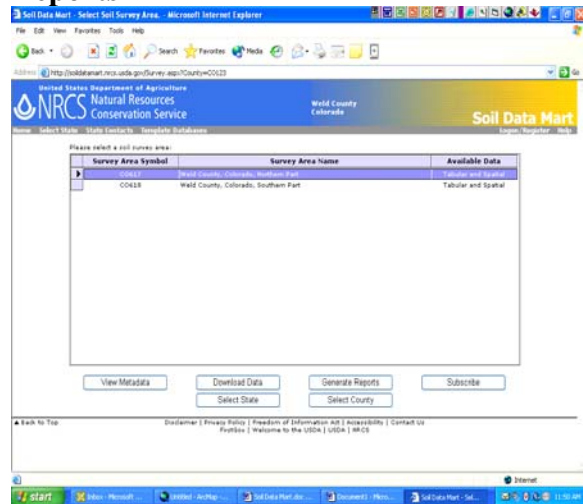 Soil Data Mart - Select Soil Survey Area. - Microsoft Internet Explorer
File Edit View Favorites Tools Help
Back Search Favorites Media
Address http://soildatamart.nrcs.usda.gov/Survey.aspx?County=CO123 Go
United States Department of Agriculture
NRCS Natural Resources
Conservation Service
Weld County
Colorado
Soil Data Mart
Home Select State State Contacts Template Databases Logon/Register Help
Please select a soil survey area:
Survey Area Symbol Survey Area Name Available Data
CO617 Weld County, Colorado, Northern Part Tabular and Spatial
CO618 Weld County, Colorado, Southern Part Tabular and Spatial
View Metadata Download Data Generate Reports Subscribe
Select State Select County
Back to Top Disclaimer | Privacy Policy | Freedom of Information Act | Accessibility | Contact Us
FirstGov | Welcome to the USDA | USDA | NRCS
Internet
start Inbox - Microsoft ... Untitled - ArcMap - ... Soil Data Mart.doc ... Document1 - Micro... Soil Data Mart - Sel... 11:50 AM